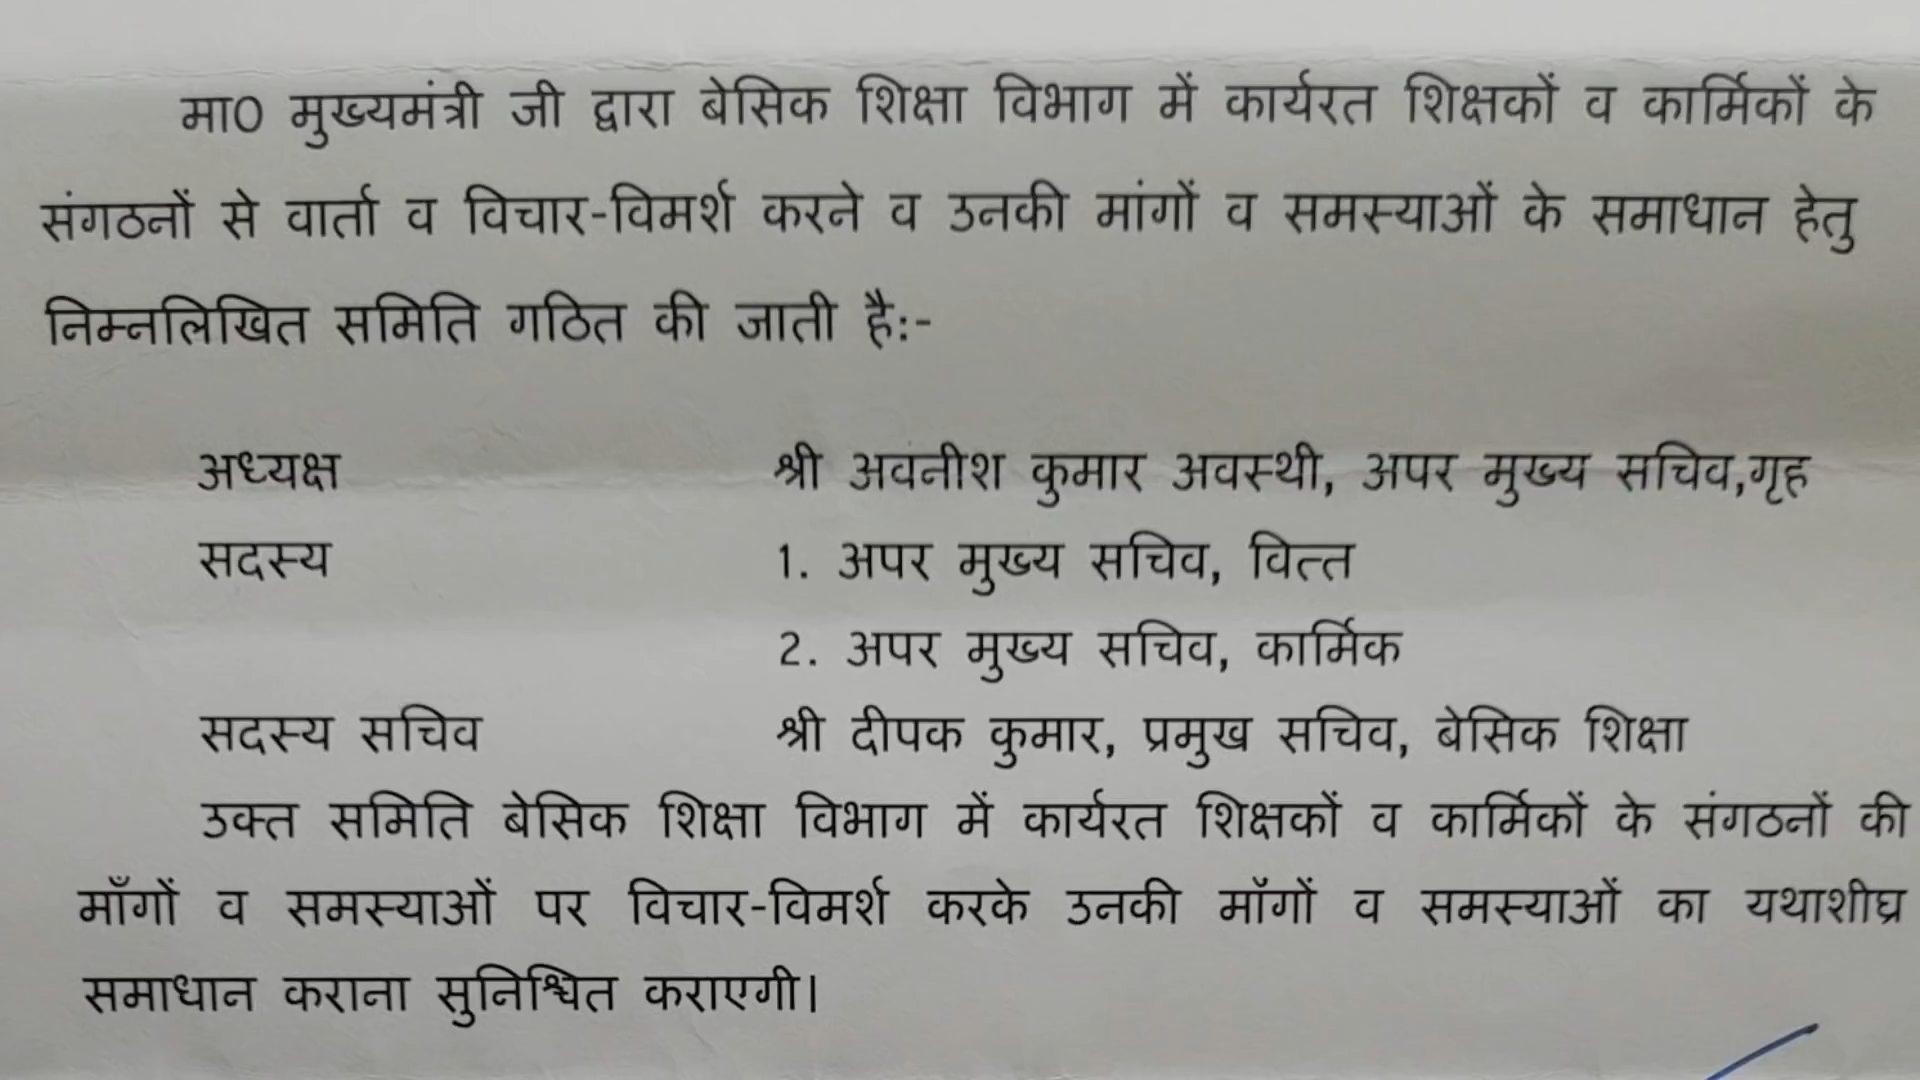 मा0 मुख्यमंत्री जी द्वारा बेसिक शिक्षा विभाग में कार्यरत शिक्षकों व कार्मिकों के
संगठनों से वार्ता व विचार-विमर्श करने व उनकी मांगों व समस्याओं के समाधान हेतु
निम्नलिखित समिति गठित की जाती है:-
अध्यक्ष श्री अवनीश कुमार अवस्थी, अपर मुख्य सचिव,गृह
सदस्य 1. अपर मुख्य सचिव, वित्त
2. अपर मुख्य सचिव, कार्मिक
सदस्य सचिव श्री दीपक कुमार, प्रमुख सचिव, बेसिक शिक्षा
उक्त समिति बेसिक शिक्षा विभाग में कार्यरत शिक्षकों व कार्मिकों के संगठनों की
माँगों व समस्याओं पर विचार-विमर्श करके उनकी मॉगों व समस्याओं का यथाशीघ्र
समाधान कराना सुनिश्चित कराएगी।